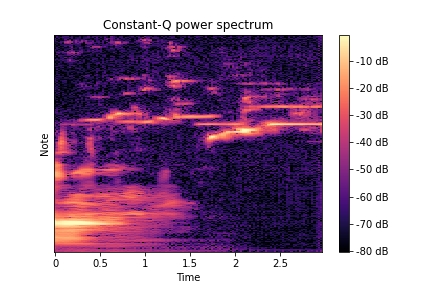 Constant-Q power spectrum
Note
-10 dB
-20 dB
-30 dB
-40 dB
-50 dB
-60 dB
-70 dB
-80 dB
0 0.5 1 1.5 2 2.5
Time